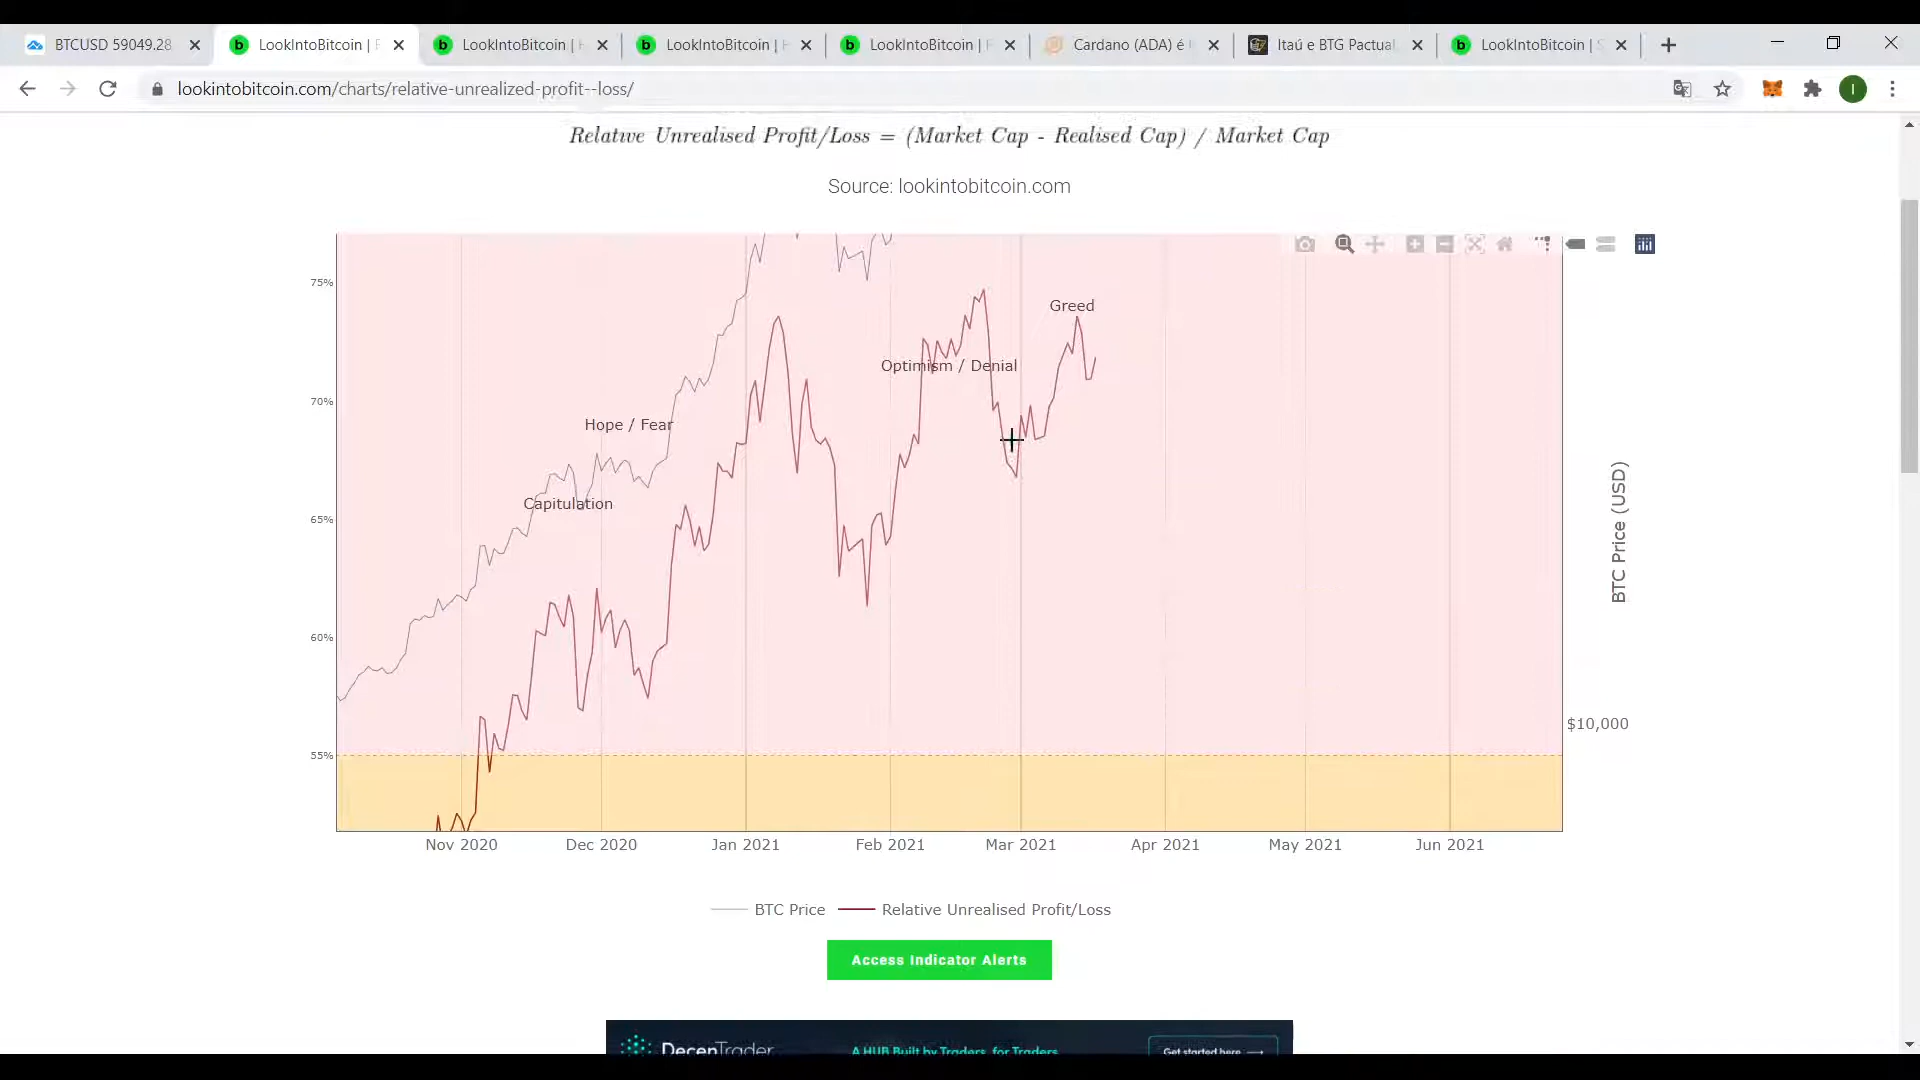 BTCUSD 59049.28
LookIntoBitcoin |
LookIntoBitcoin |
LookIntoBitcoin |
LookIntoBitcoin |
Cardano (ADA) é
Itaú e BTG Pactual
LookIntoBitcoin |
lookintobitcoin.com/charts/relative-unrealized-profit--loss/
I
Relative Unrealised Profit/Loss = (Market Cap - Realised Cap) / Market Cap
Source: lookintobitcoin.com
75%
70%
65%
60%
55%
Greed
Optimism / Denial
Hope / Fear
Capitulation
BTC Price (USD)
$10,000
Nov 2020 Dec 2020 Jan 2021 Feb 2021 Mar 2021 Apr 2021 May 2021 Jun 2021
BTC Price Relative Unrealised Profit/Loss
Access Indicator Alerts
DecenTrader
A HUB Built by Traders, for Traders
Get started here